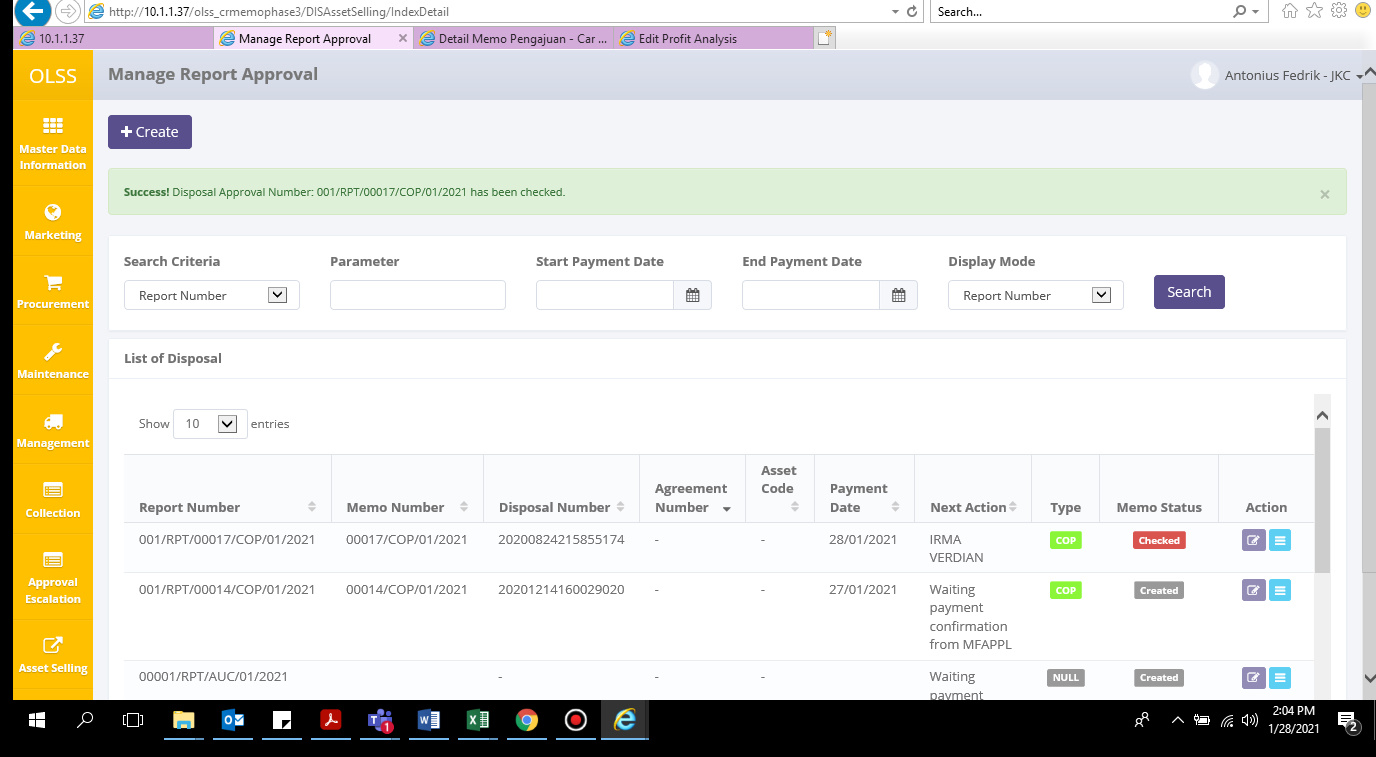 http://10.1.1.37/olss_crmemophase3/DISAssetSelling/IndexDetail
Search...
10.1.1.37
Manage Report Approval
Detail Memo Pengajuan - Car ...
Edit Profit Analysis
OLSS
Manage Report Approval
Antonius Fedrik - JKC
Master Data
Information
Marketing
Procurement
Maintenance
Management
Collection
Approval
Escalation
Asset Selling
+ Create
Success! Disposal Approval Number: 001/RPT/00017/COP/01/2021 has been checked.
×
Search Criteria
Parameter
Start Payment Date
End Payment Date
Display Mode
Report Number
Report Number
Search
List of Disposal
Show 10 entries
Report Number
Memo Number
Disposal Number
Agreement
Number
Asset
Code
Payment
Date
Next Action
Type
Memo Status
Action
001/RPT/00017/COP/01/2021 00017/COP/01/2021 20200824215855174 - - 28/01/2021 IRMA COP Checked
VERDIAN
001/RPT/00014/COP/01/2021 00014/COP/01/2021 20201214160029020 - - 27/01/2021 Waiting COP Created
payment
confirmation
from MFAPPL
00001/RPT/AUC/01/2021 - - - Waiting NULL Created
payment
1
2:04 PM
1/28/2021
2